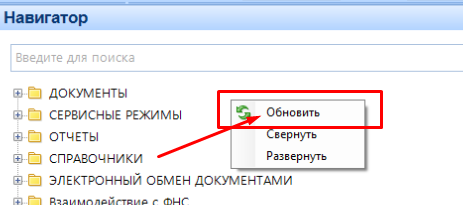 Навигатор
Введите для поиска
ДОКУМЕНТЫ
СЕРВИСНЫЕ РЕЖИМЫ
ОТЧЕТЫ
СПРАВОЧНИКИ
ЭЛЕКТРОННЫЙ ОБМЕН ДОКУМЕНТАМИ
Взаимодействие с ФНС
Обновить
Свернуть
Развернуть